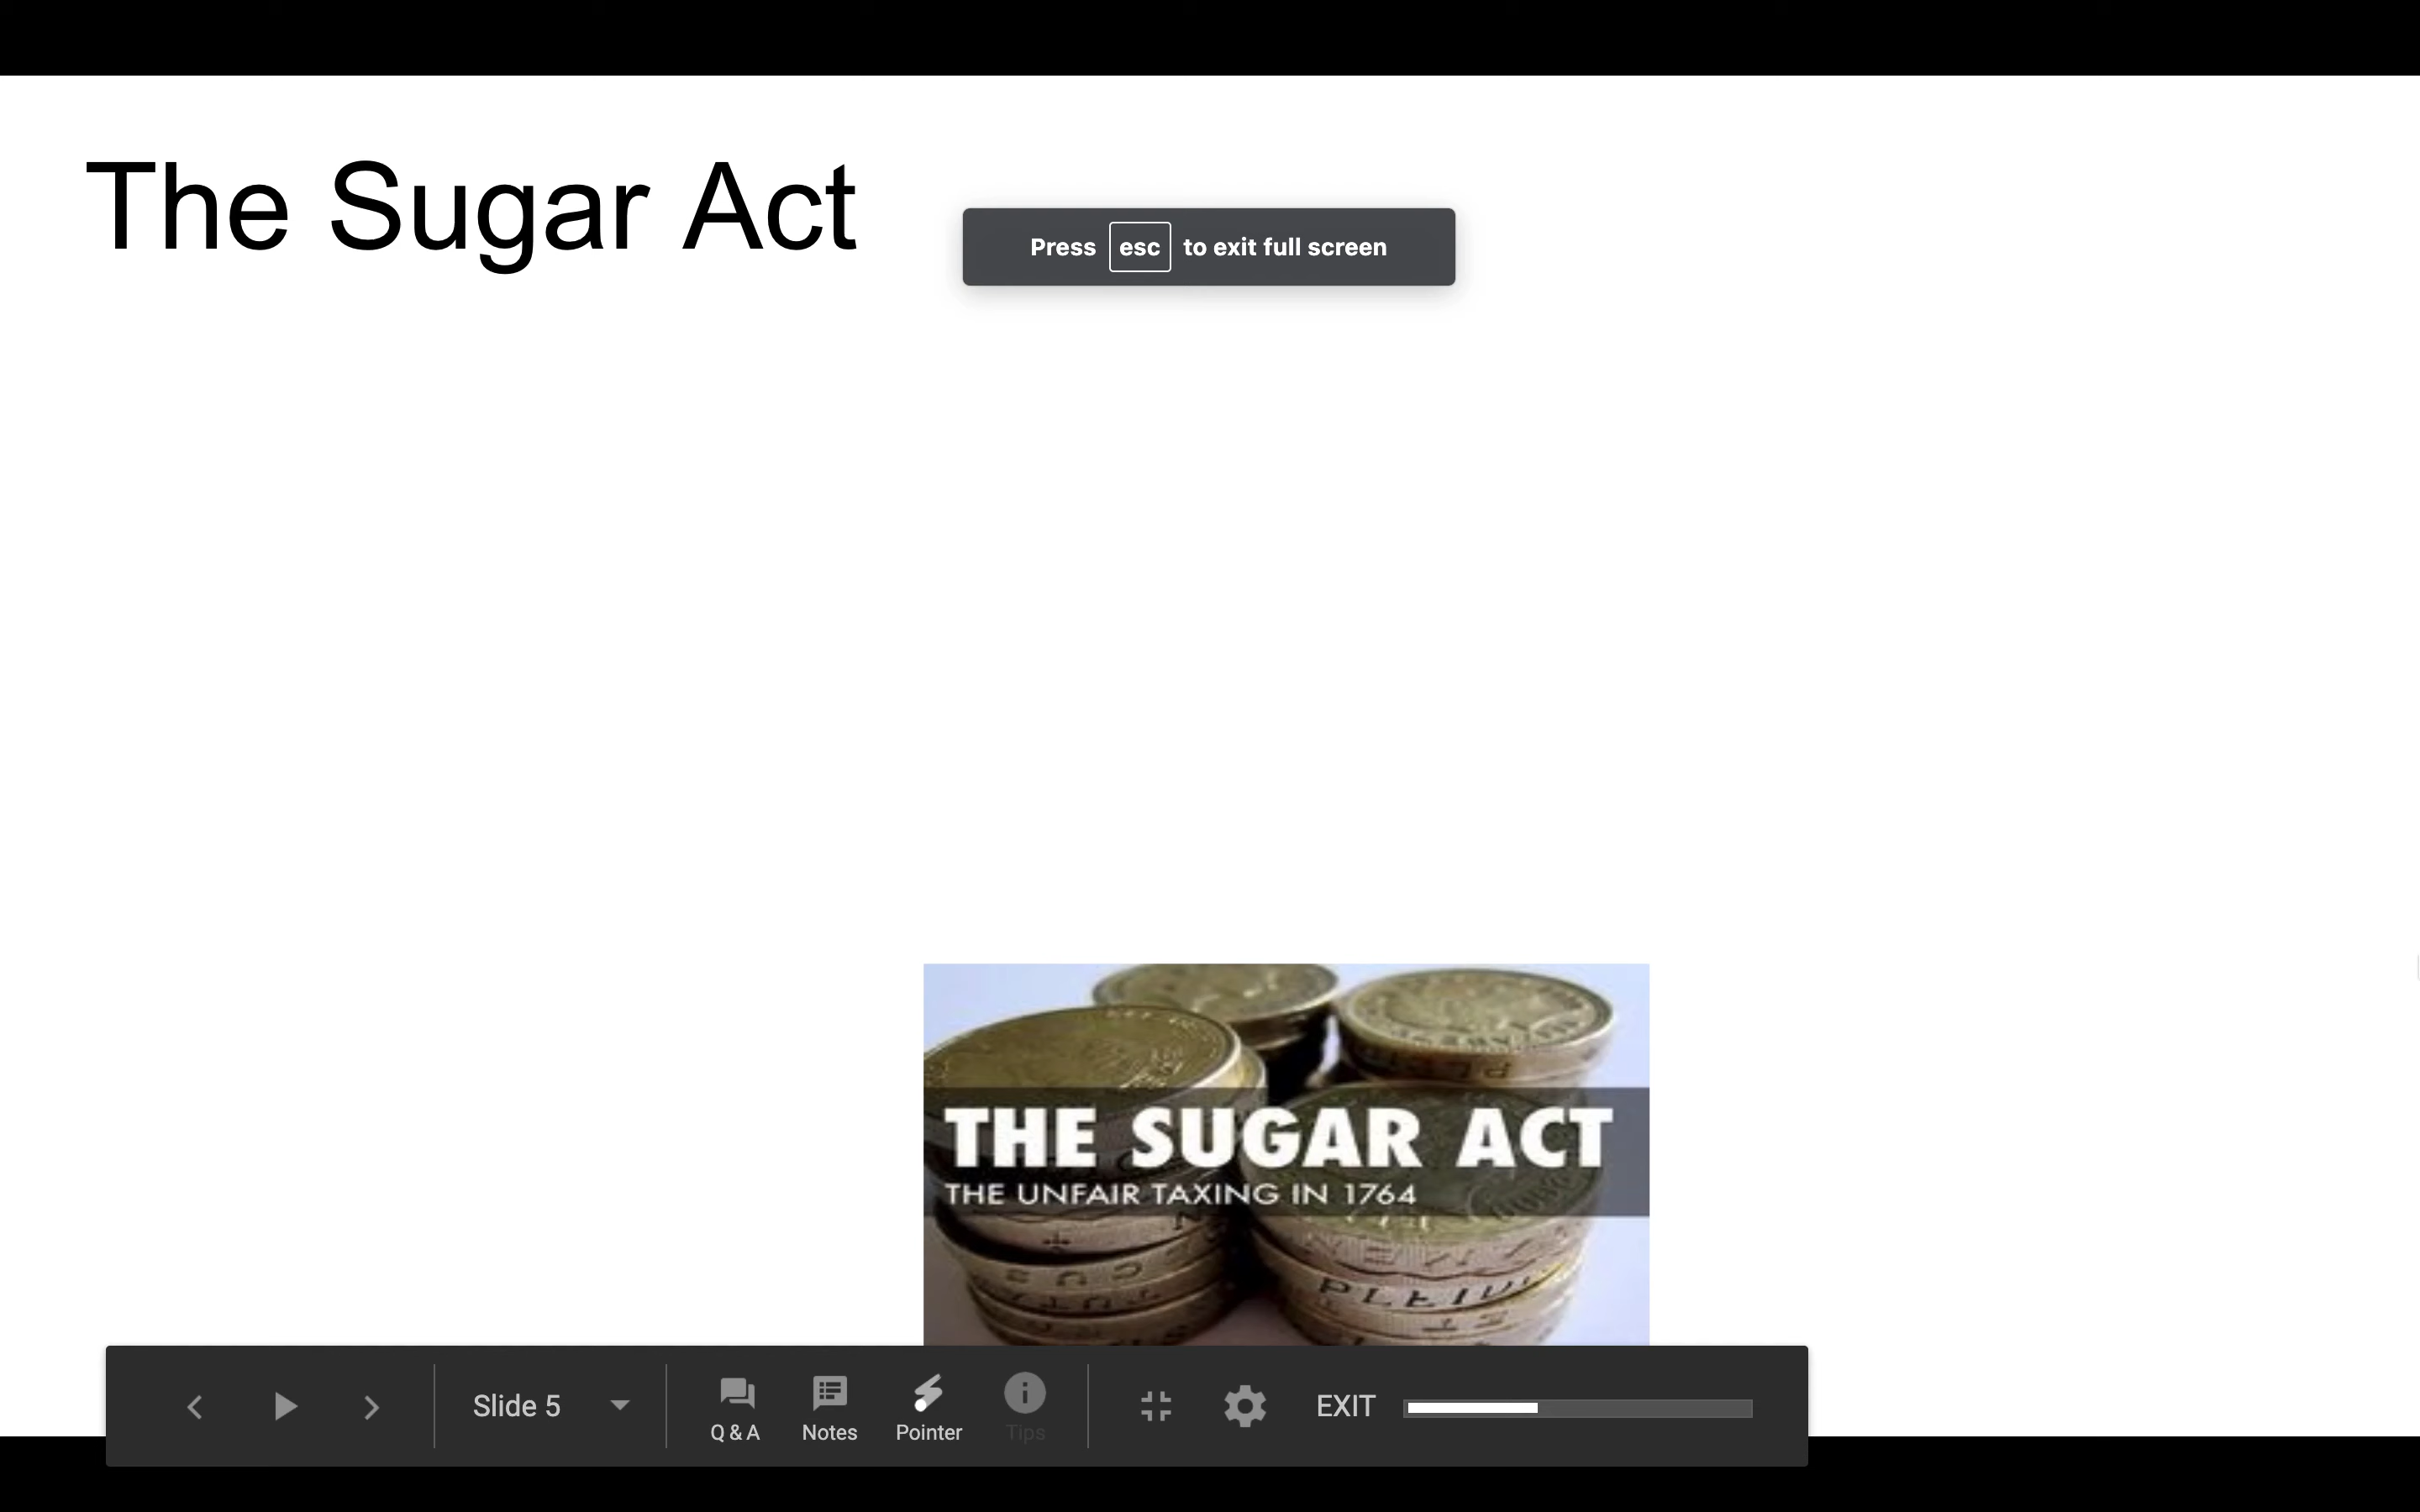 The Sugar Act
Press esc to exit full screen
THE SUGAR ACT
THE UNFAIR TAXING IN 1764
Slide 5
Q & A
Notes
Pointer
Tips
EXIT